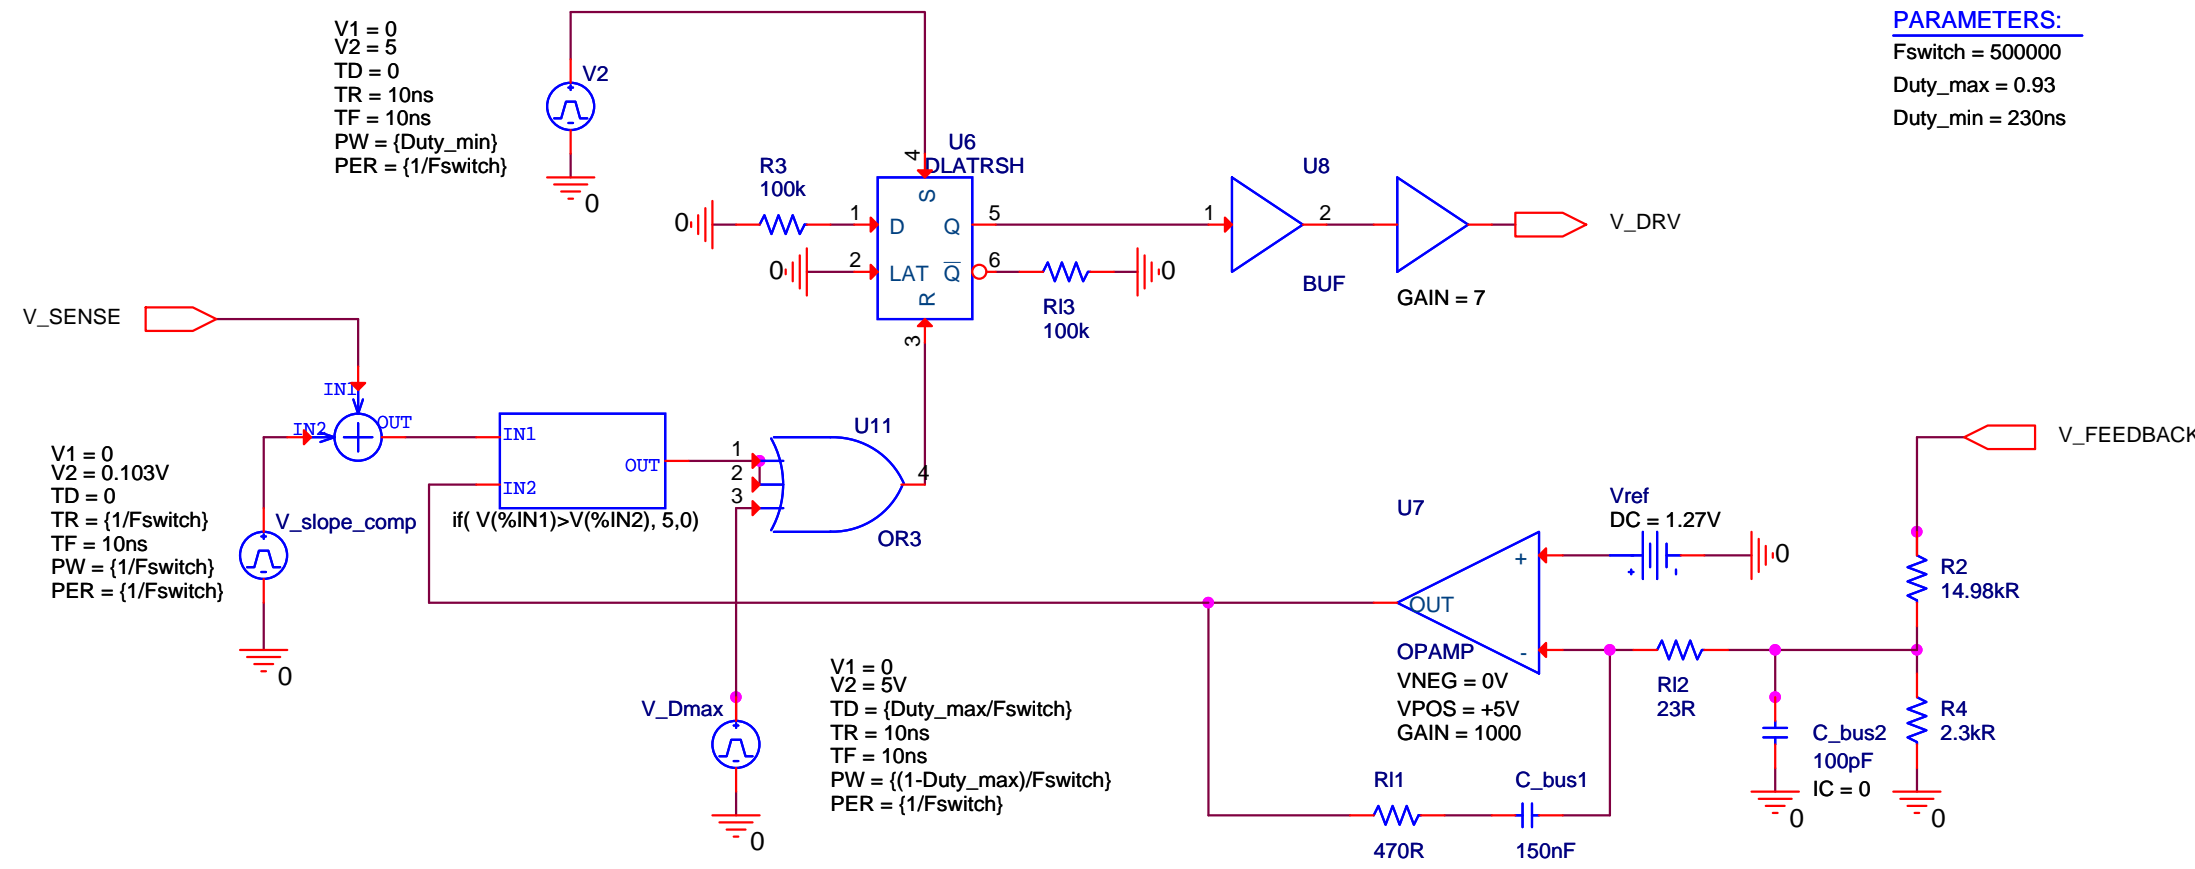 PARAMETERS:
Fswitch = 500000
Duty_max = 0.93
Duty_min = 230ns
V1 = 0
V2 = 5
TD = 0
TR = 10ns
TF = 10ns
PW = {Duty_min}
PER = {1/Fswitch}
V2
0
R3
100k
0
0
U6
DLATRSH
4
S
1
D
Q
5
2
LAT
Q
6
R
3
RI3
100k
0
U8
1
2
BUF
GAIN = 7
V_DRV
V_SENSE
IN1
IN2
OUT
V1 = 0
V2 = 0.103V
TD = 0
TR = {1/Fswitch}
TF = 10ns
PW = {1/Fswitch}
PER = {1/Fswitch}
V_slope_comp
0
IN1
OUT
IN2
if( V(%IN1)>V(%IN2), 5,0)
U11
1
2
3
4
OR3
V_Dmax
0
V1 = 0
V2 = 5V
TD = {Duty_max/Fswitch}
TR = 10ns
TF = 10ns
PW = {(1-Duty_max)/Fswitch}
PER = {1/Fswitch}
U7
+
OUT
-
OPAMP
VNEG = 0V
VPOS = +5V
GAIN = 1000
Vref
DC = 1.27V
+ -
0
V_FEEDBACK
R2
14.98kR
RI2
23R
C_bus2
100pF
IC = 0
0
R4
2.3kR
0
RI1
470R
C_bus1
150nF